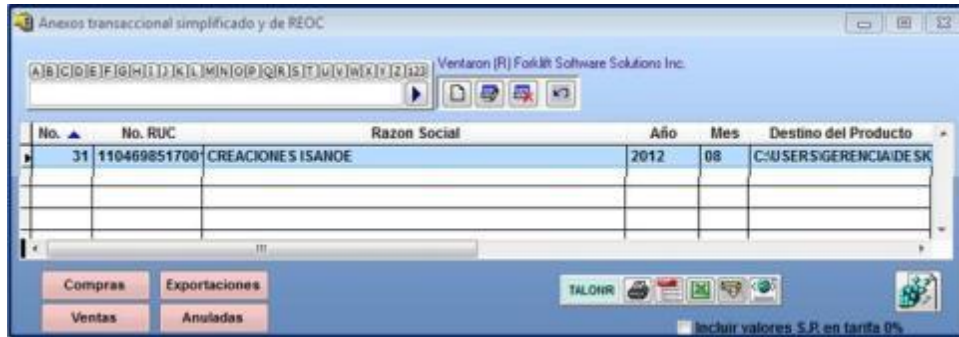 Anexos transaccional simplificado y de REOC
A B C D E F G H I J K L M N O P Q R S T U V W X Y Z 123
Ventaron (R) Forklift Software Solutions Inc.
No. No. RUC Razon Social Año Mes Destino del Producto
31 110469851700 CREACIONES ISANOE 2012 08 C:\USERS\GERENCIA\DESK
Compras Exportaciones
TALONR
Ventas Anuladas
Incluir valores S.P. en tarifa 0%